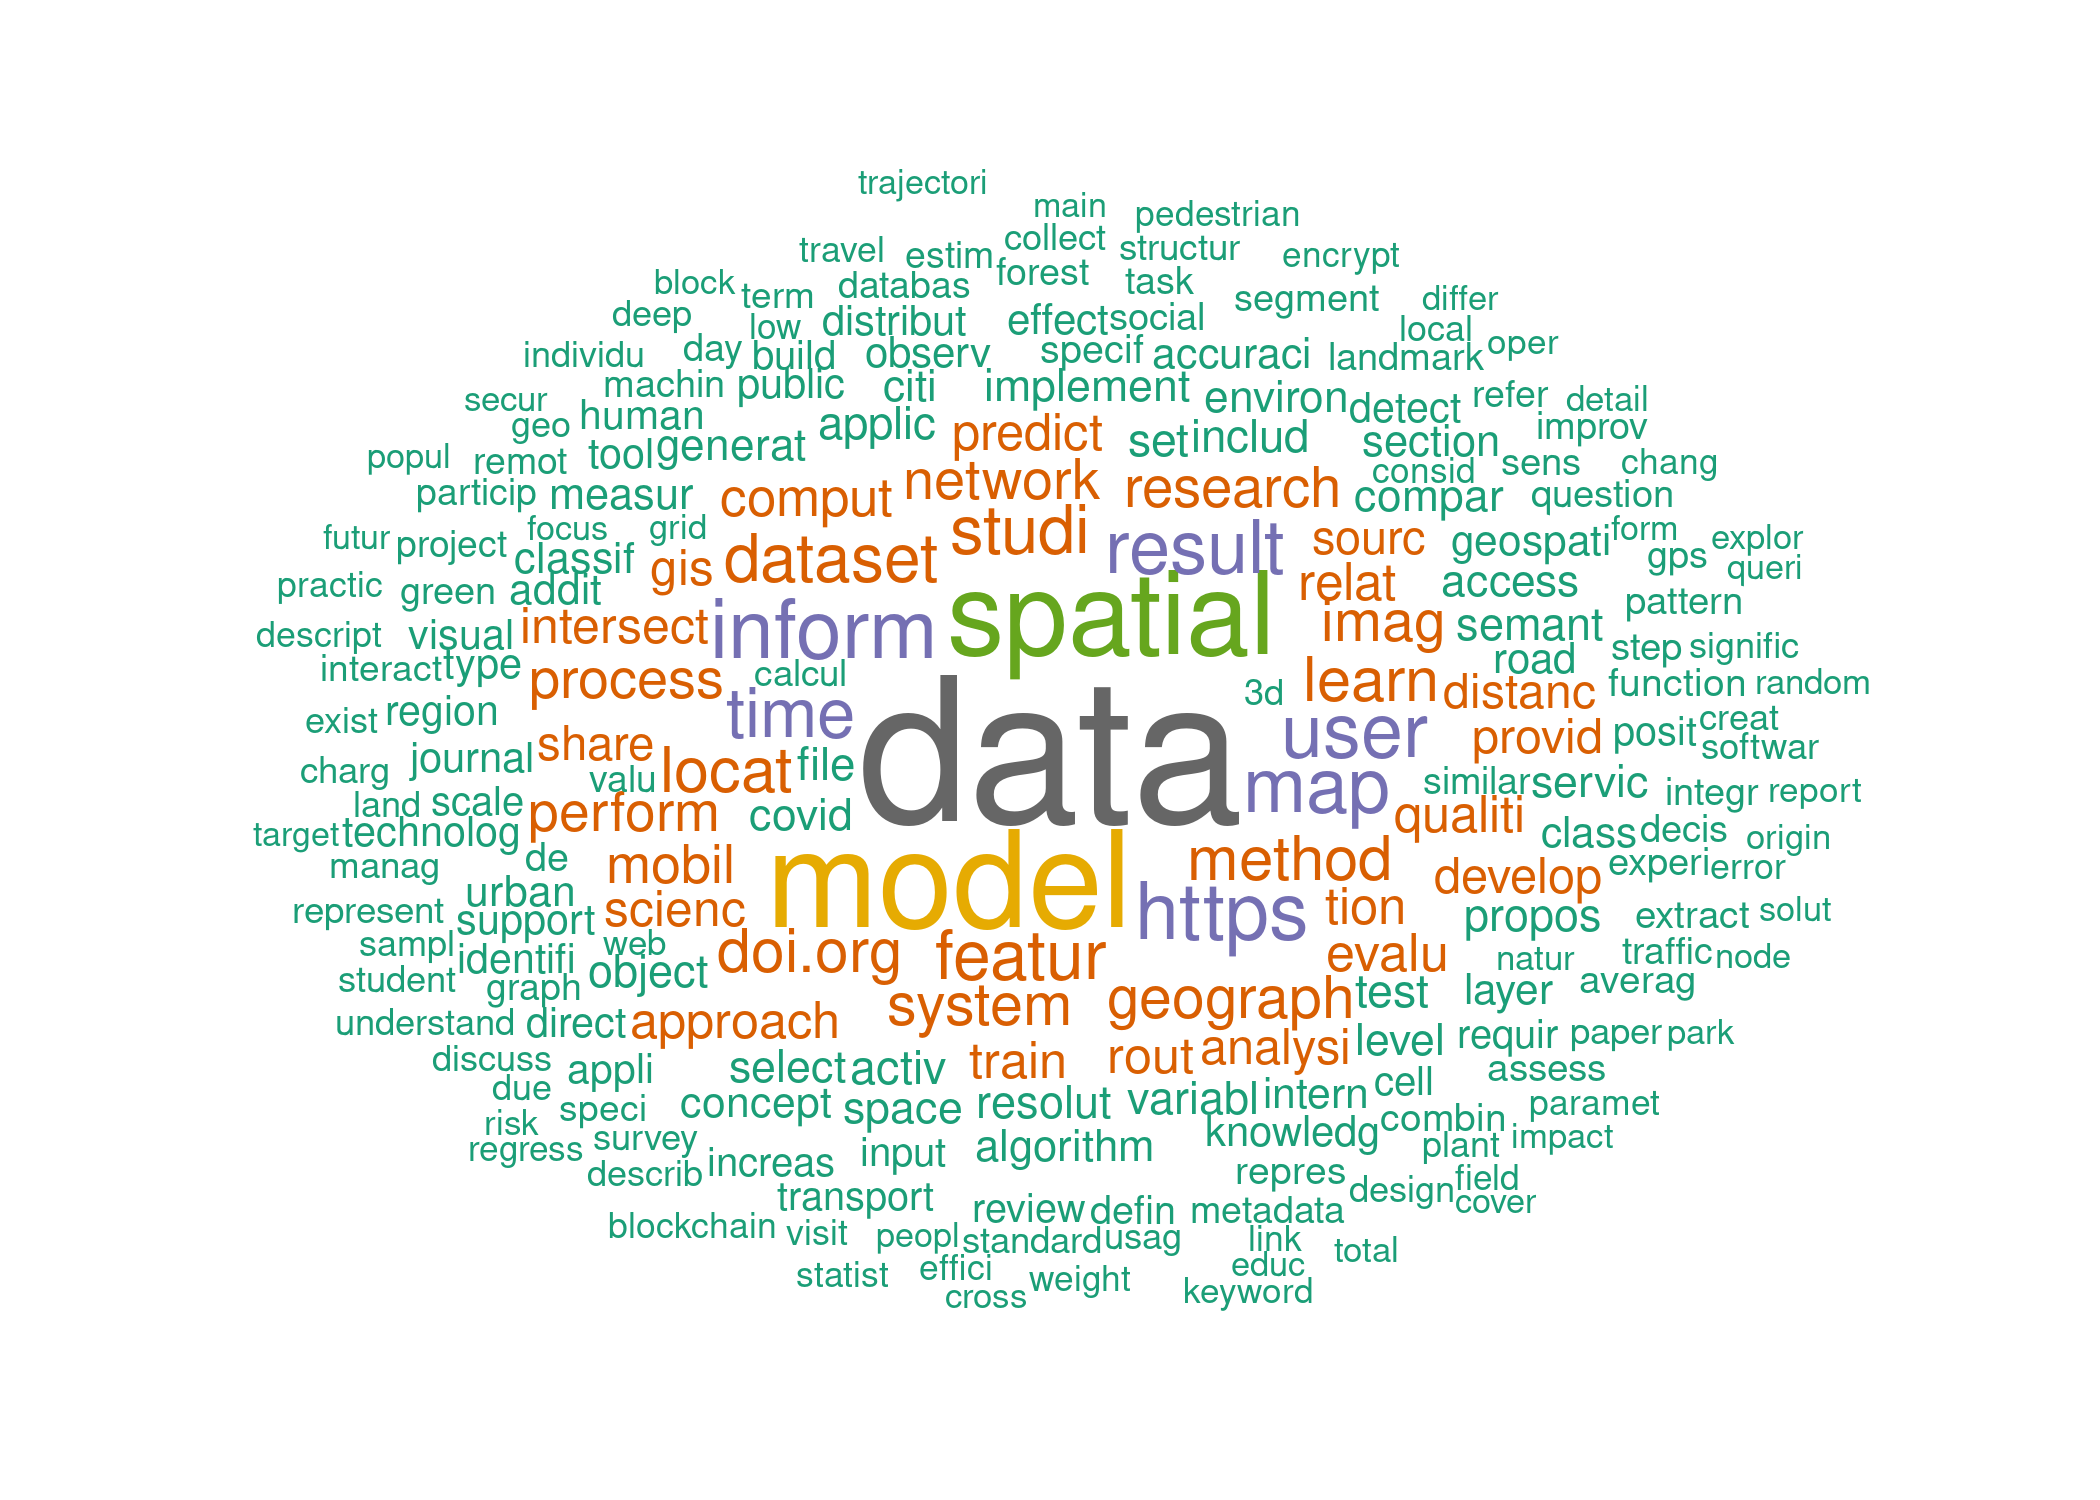 trajectori
main pedestrian
travel estim collect structur encrypt
block term databas forest task segment differ
deep low distribut effect social local oper
individu day build observ specif accuraci landmark
secur machin public citi implement environ detect refer detail
geo human applic predict set includ section improv
popul remot tool generat network research consid sens chang
particip measur comput studi result compar question
futur project focus grid dataset sourc geospati form explor
practic green classif gis relat access gps queri
addit intersect inform spatial imag semant pattern
descript visual road step signific
interact type process calcul 3d learn distanc function random
exist region time data user provid posit creat
journal share softwar
charg valu locat file map similar servic integr report
land scale perform covid qualiti
target technolog class decis origin
manag de mobil model method develop experi error
represent urban scienc https tion propos extract solut
support
sampl identifi web doi.org featur evalu natur traffic node
student graph object system geograph test layer averag
understand direct approach train rout analysi level requir paper park
discuss appli select activ cell assess
due speci concept space resolut variabl intern combin paramet
risk
regress survey increas input algorithm knowledg plant impact
describ transport repres design field
blockchain visit peopl review defin metadata cover
statist effici standard usag link total
cross weight educ
keyword